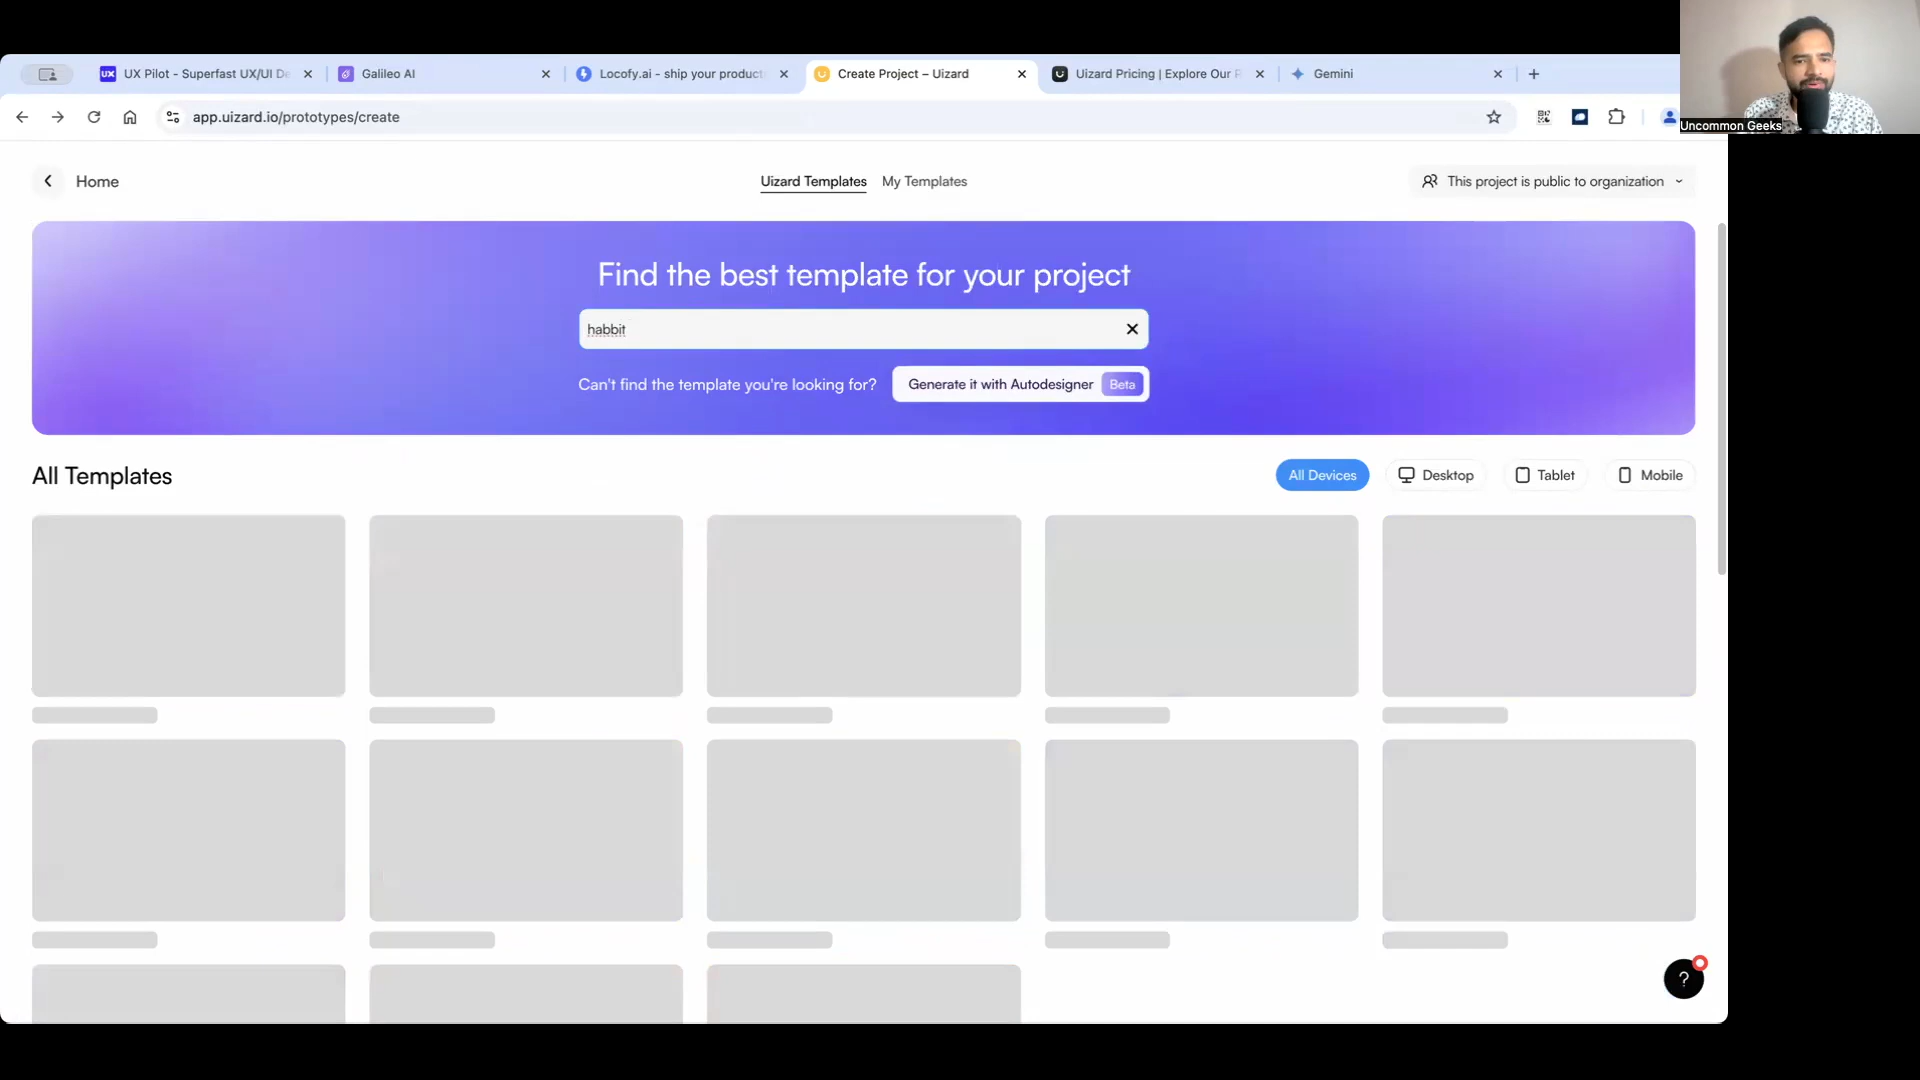 UX Pilot - Superfast UX/UI De
Galileo AI
Locofy.ai - ship your product
Create Project – Uizard
Uizard Pricing | Explore Our P
Gemini
app.uizard.io/prototypes/create
Uncommon Geeks
Home
Uizard Templates
My Templates
This project is public to organization
Find the best template for your project
habbit
Can't find the template you're looking for?
Generate it with Autodesigner
Beta
All Templates
All Devices
Desktop
Tablet
Mobile
?